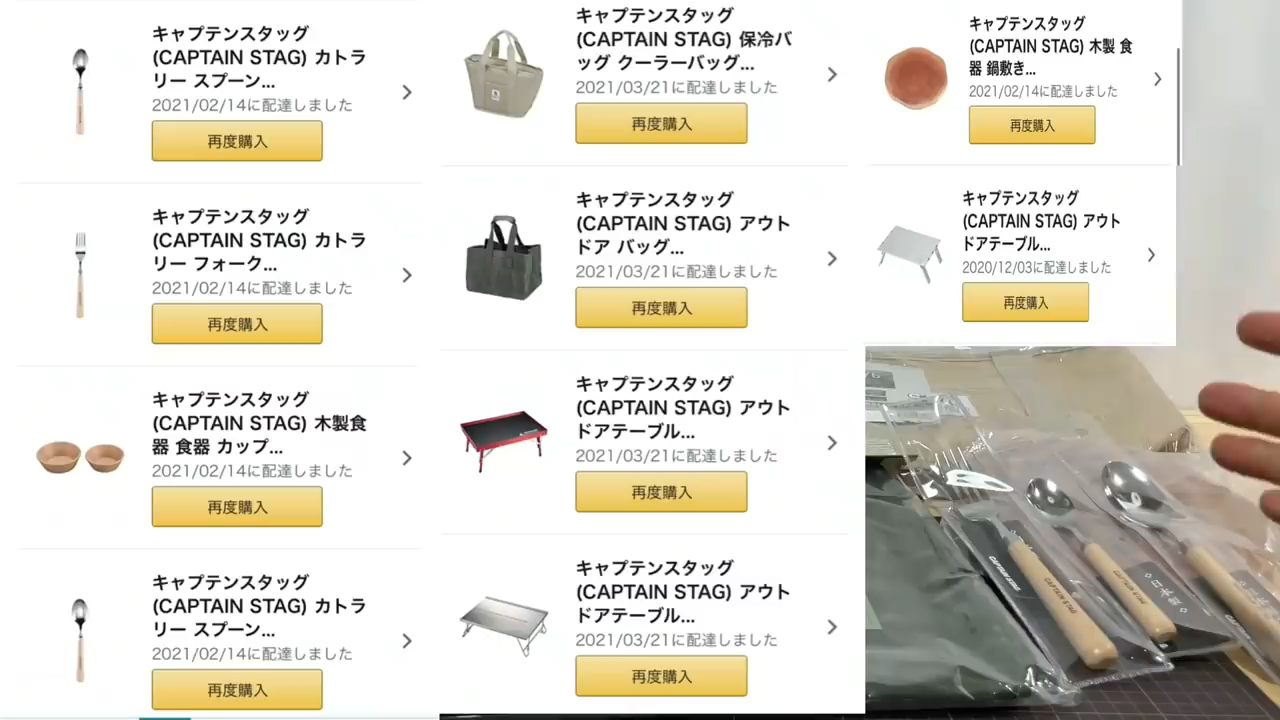 キャプテンスタッグ
(CAPTAIN STAG) カトラ
リー スプーン...
2021/02/14に配達しました
再度購入
キャプテンスタッグ
(CAPTAIN STAG) カトラ
リー フォーク...
2021/02/14に配達しました
再度購入
キャプテンスタッグ
(CAPTAIN STAG) 木製食
器 食器 カップ...
2021/02/14に配達しました
再度購入
キャプテンスタッグ
(CAPTAIN STAG) カトラ
リー スプーン...
2021/02/14に配達しました
再度購入
キャプテンスタッグ
(CAPTAIN STAG) 保冷バ
ッグ クーラーバッグ...
2021/03/21に配達しました
再度購入
キャプテンスタッグ
(CAPTAIN STAG) アウト
ドア バッグ...
2021/03/21に配達しました
再度購入
キャプテンスタッグ
(CAPTAIN STAG) アウト
ドアテーブル...
2021/03/21に配達しました
再度購入
キャプテンスタッグ
(CAPTAIN STAG) アウト
ドアテーブル...
2021/03/21に配達しました
再度購入
キャプテンスタッグ
(CAPTAIN STAG) 木製 食
器 鍋敷き...
2021/02/14に配達しました
再度購入
キャプテンスタッグ
(CAPTAIN STAG) アウト
ドアテーブル...
2020/12/03に配達しました
再度購入
CAPTAIN STAG
CAPTAIN STAG
CAPTAIN STAG